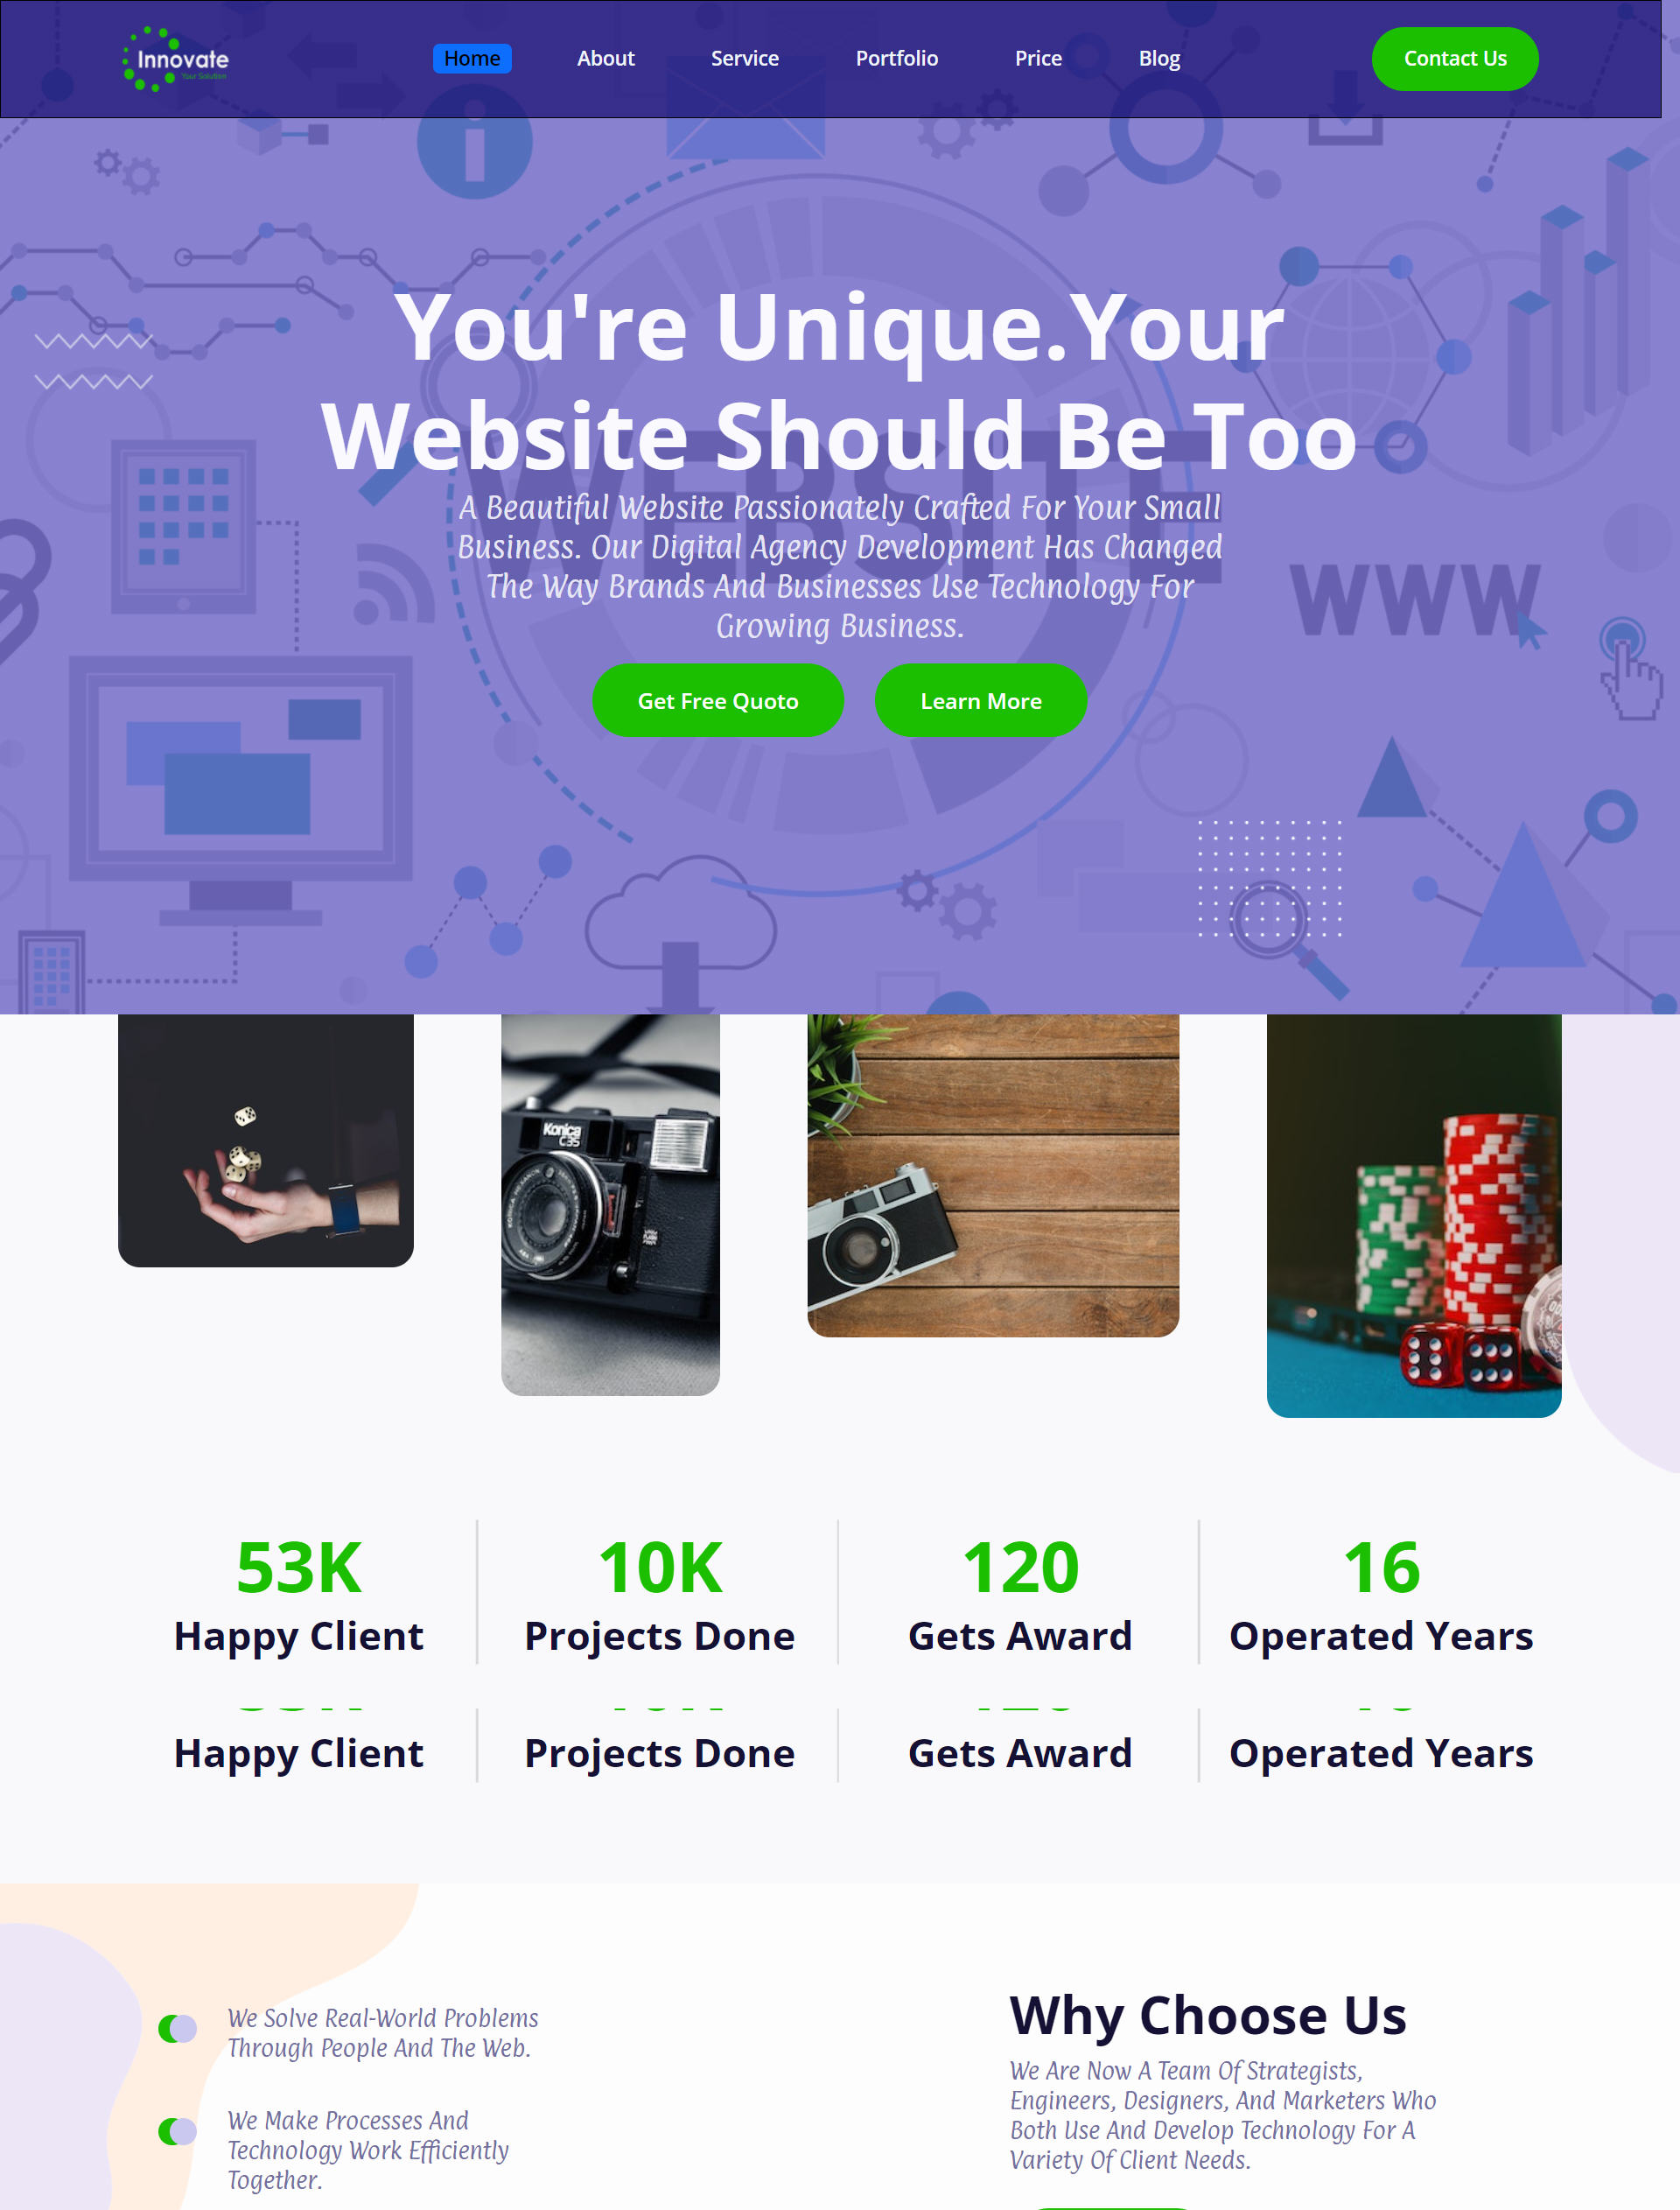 Innovate
Your Solution
Home
About
Service
Portfolio
Price
Blog
Contact Us
You're Unique.Your
Website Should Be Too
WEBSITE
A Beautiful Website Passionately Crafted For Your Small
Business. Our Digital Agency Development Has Changed
The Way Brands And Businesses Use Technology For
Growing Business.
WWW
Get Free Quoto
Learn More
Konica
C35
53K
10K
120
16
Happy Client
Projects Done
Gets Award
Operated Years
Happy Client
Projects Done
Gets Award
Operated Years
We Solve Real-World Problems
Through People And The Web.
We Make Processes And
Technology Work Efficiently
Together.
Why Choose Us
We Are Now A Team Of Strategists,
Engineers, Designers, And Marketers Who
Both Use And Develop Technology For A
Variety Of Client Needs.